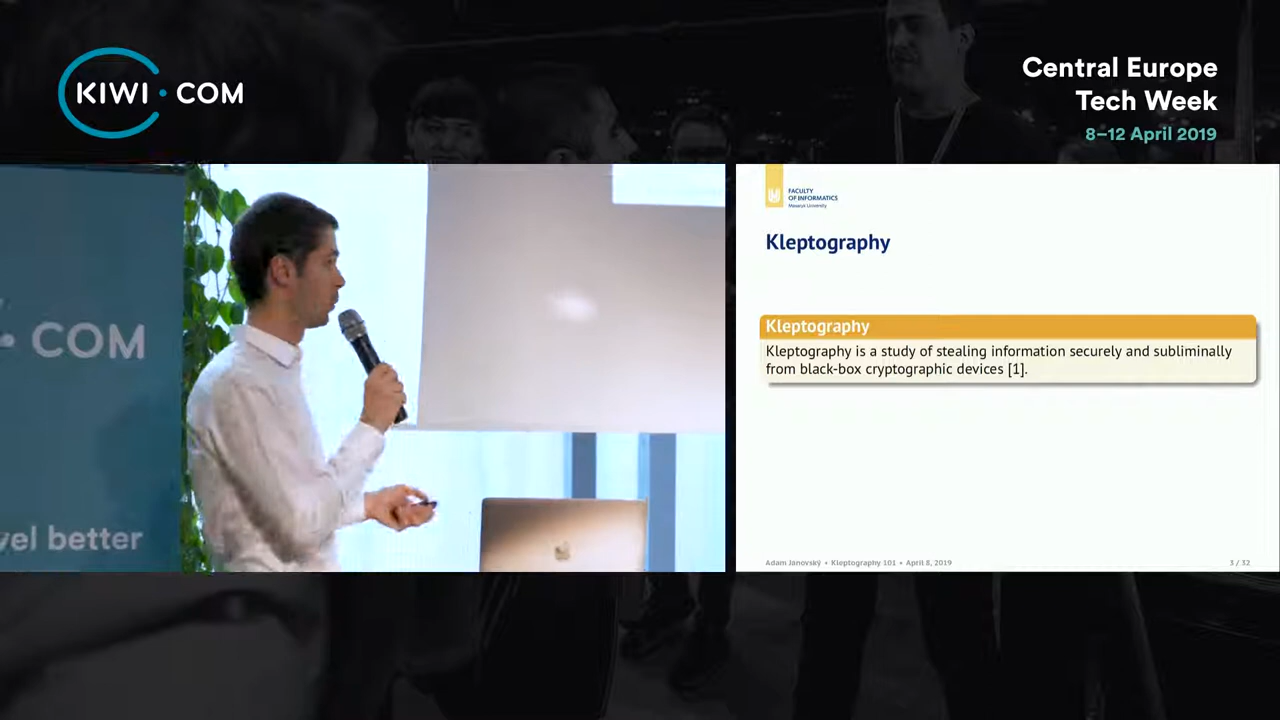 KIWI.COM
Central Europe
Tech Week
8–12 April 2019
COM
vel better
FACULTY
OF INFORMATICS
Masaryk University
Kleptography
Kleptography
Kleptography is a study of stealing information securely and subliminally
from black-box cryptographic devices [1].
Adam Janovský • Kleptography 101 • April 8, 2019
3 / 32